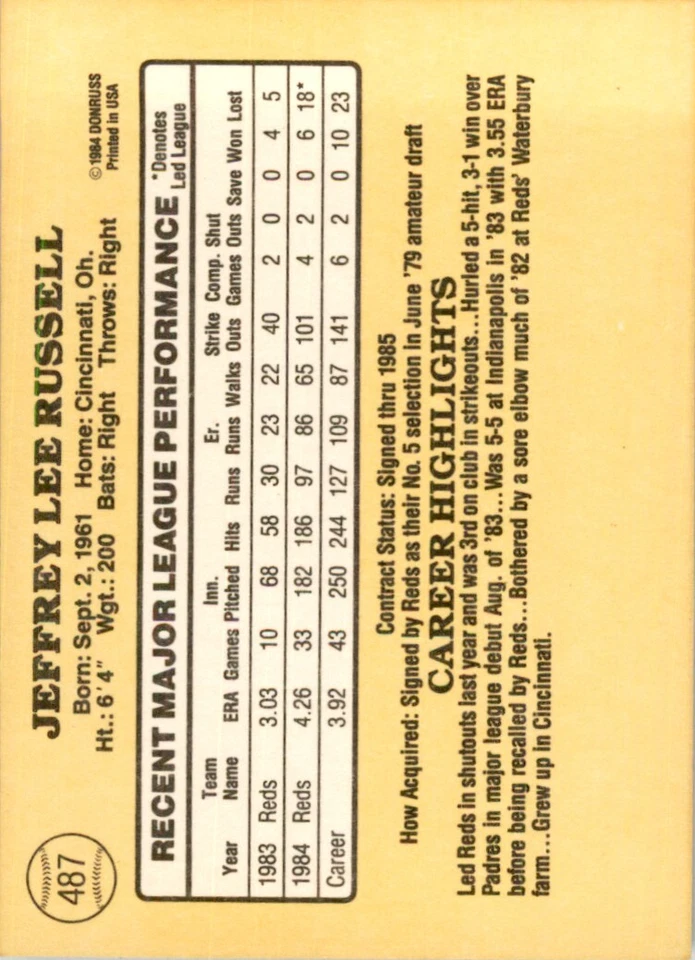 487
JEFFREY LEE RUSSELL
Born: Sept. 2, 1961 Home: Cincinnati, Oh.
Ht.: 6'4" Wgt.: 200 Bats: Right Throws: Right
©1984 DONRUSS
Printed in USA
RECENT MAJOR LEAGUE PERFORMANCE
*Denotes
Led League
Team Inn. Er. Strike Comp. Shut
Year Name ERA Games Pitched Hits Runs Runs Walks Outs Games Outs Save Won Lost
1983 Reds 3.03 10 68 58 30 23 22 40 2 0 0 4 5
1984 Reds 4.26 33 182 186 97 86 65 101 4 2 0 6 18*
Career 3.92 43 250 244 127 109 87 141 6 2 0 10 23
Contract Status: Signed thru 1985
How Acquired: Signed by Reds as their No. 5 selection in June '79 amateur draft
CAREER HIGHLIGHTS
Led Reds in shutouts last year and was 3rd on club in strikeouts...Hurled a 5-hit, 3-1 win over
Padres in major league debut Aug. of '83...Was 5-5 at Indianapolis in '83 with 3.55 ERA
before being recalled by Reds...Bothered by a sore elbow much of '82 at Reds' Waterbury
farm...Grew up in Cincinnati.